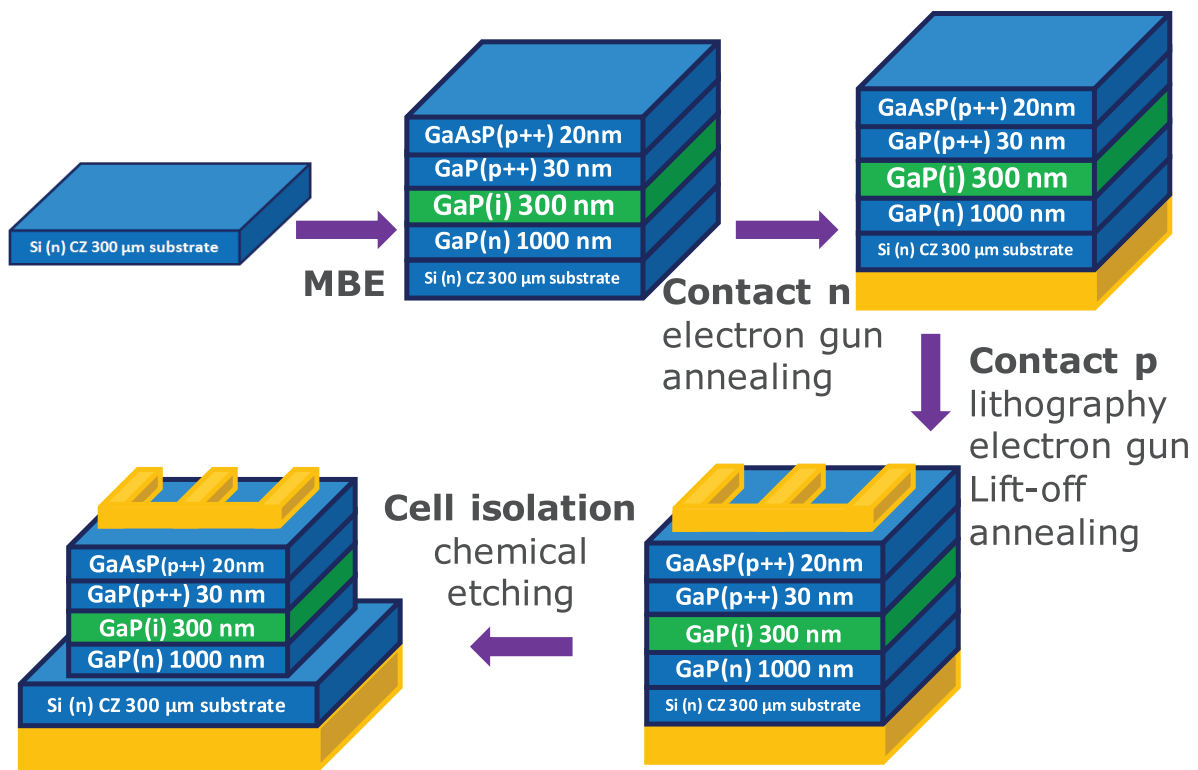 Si (n) CZ 300 µm substrate
MBE
GaAsP(p++) 20nm
GaP(p++) 30 nm
GaP(i) 300 nm
GaP(n) 1000 nm
Si (n) CZ 300 µm substrate
Contact n
electron gun
annealing
GaAsP(p++) 20nm
GaP(p++) 30 nm
GaP(i) 300 nm
GaP(n) 1000 nm
Si (n) CZ 300 µm substrate
Contact p
lithography
electron gun
Lift-off
annealing
GaAsP(p++) 20nm
GaP(p++) 30 nm
GaP(i) 300 nm
GaP(n) 1000 nm
Si (n) CZ 300 µm substrate
Cell isolation
chemical
etching
GaAsP(p++) 20nm
GaP(p++) 30 nm
GaP(i) 300 nm
GaP(n) 1000 nm
Si (n) CZ 300 µm substrate